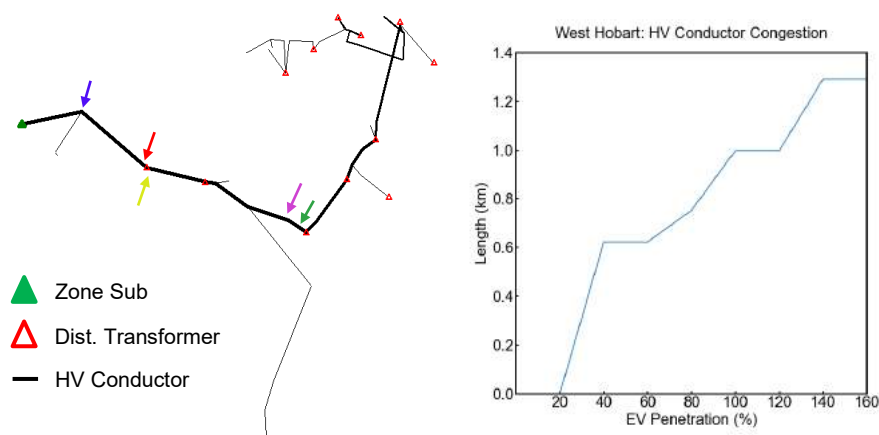 Zone Sub
Dist. Transformer
HV Conductor
West Hobart: HV Conductor Congestion
1.4
1.2
1.0
0.8
0.6
0.4
0.2
0.0
Length (km)
20 40 60 80 100 120 140 160
EV Penetration (%)